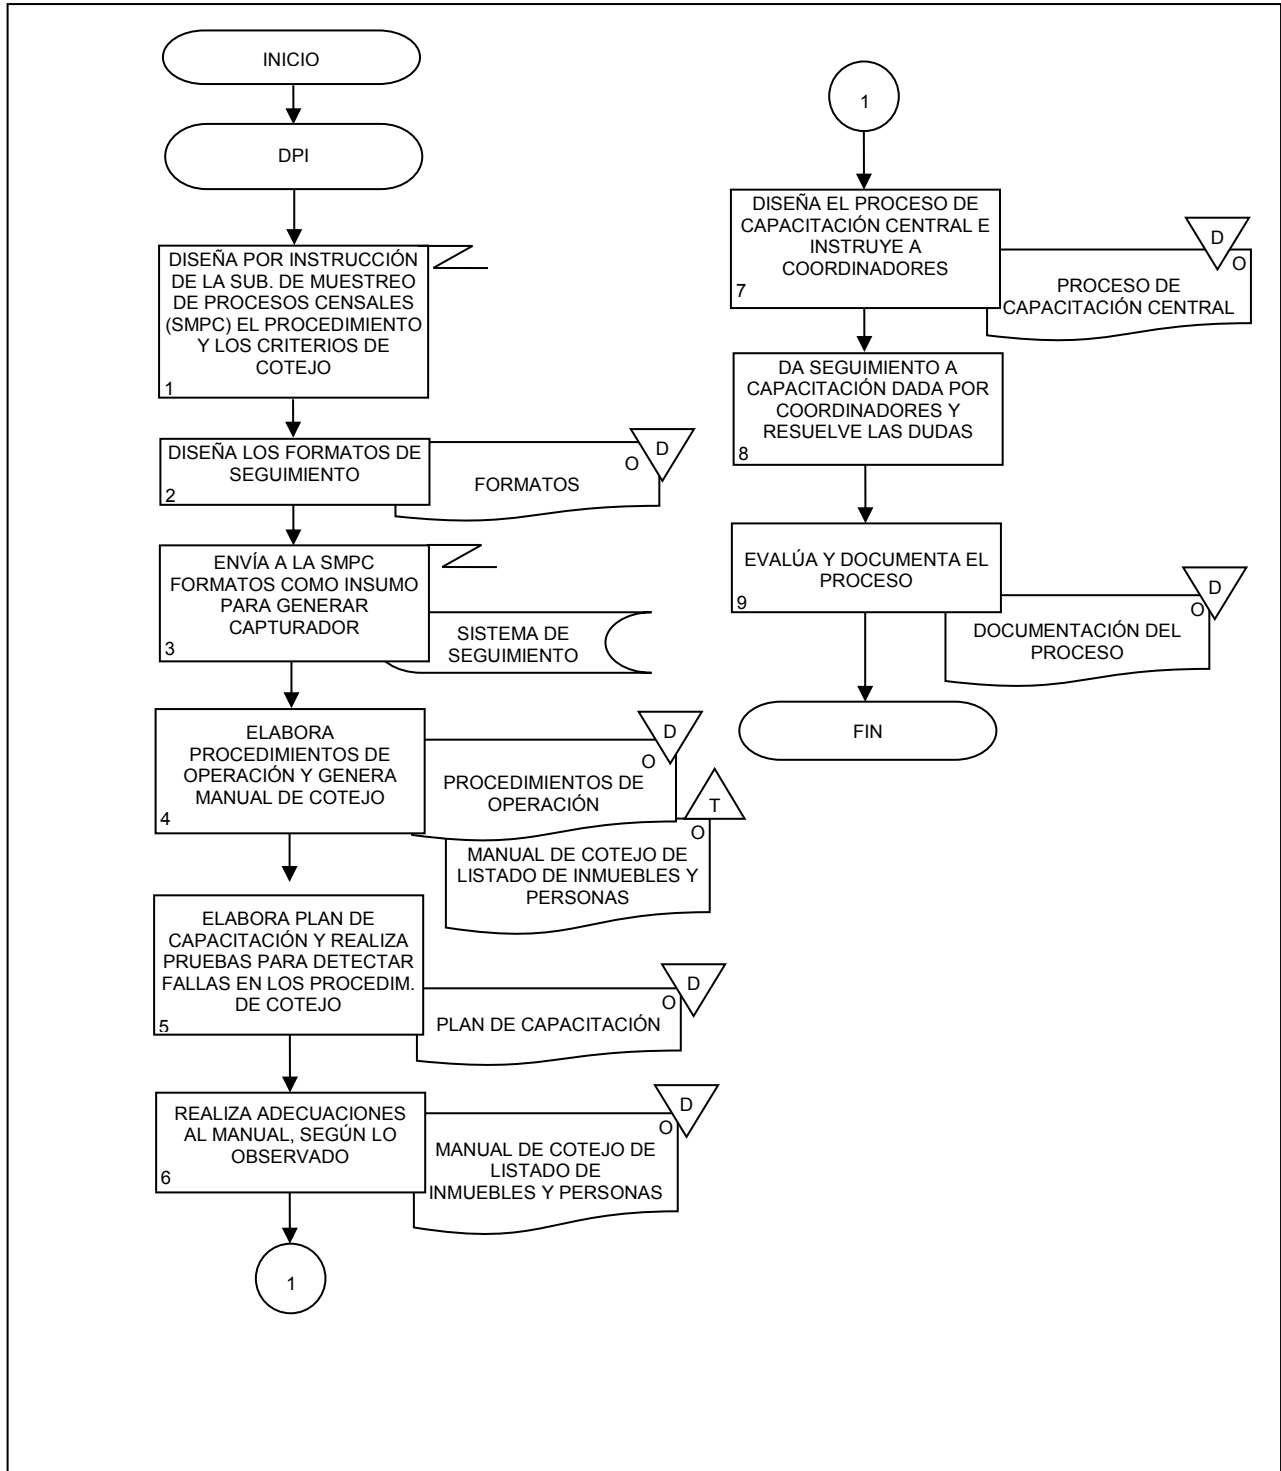 INICIO
DPI
DISEÑA POR INSTRUCCIÓN
DE LA SUB. DE MUESTREO
DE PROCESOS CENSALES
(SMPC) EL PROCEDIMIENTO
Y LOS CRITERIOS DE
COTEJO
1
DISEÑA LOS FORMATOS DE
SEGUIMIENTO
2
D
O
FORMATOS
ENVÍA A LA SMPC
FORMATOS COMO INSUMO
PARA GENERAR
CAPTURADOR
3
SISTEMA DE
SEGUIMIENTO
ELABORA
PROCEDIMIENTOS DE
OPERACIÓN Y GENERA
MANUAL DE COTEJO
4
D
O
PROCEDIMIENTOS DE
OPERACIÓN
T
O
MANUAL DE COTEJO DE
LISTADO DE INMUEBLES Y
PERSONAS
ELABORA PLAN DE
CAPACITACIÓN Y REALIZA
PRUEBAS PARA DETECTAR
FALLAS EN LOS PROCEDIM.
DE COTEJO
5
D
O
PLAN DE CAPACITACIÓN
REALIZA ADECUACIONES
AL MANUAL, SEGÚN LO
OBSERVADO
6
D
O
MANUAL DE COTEJO DE
LISTADO DE
INMUEBLES Y PERSONAS
1
1
DISEÑA EL PROCESO DE
CAPACITACIÓN CENTRAL E
INSTRUYE A
COORDINADORES
7
D
O
PROCESO DE
CAPACITACIÓN CENTRAL
DA SEGUIMIENTO A
CAPACITACIÓN DADA POR
COORDINADORES Y
RESUELVE LAS DUDAS
8
EVALÚA Y DOCUMENTA EL
PROCESO
9
D
O
DOCUMENTACIÓN DEL
PROCESO
FIN